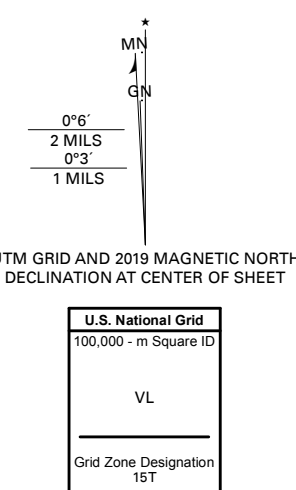 ★
MN
GN
0°6´
2 MILS
0°3´
1 MILS
UTM GRID AND 2019 MAGNETIC NORTH
DECLINATION AT CENTER OF SHEET
U.S. National Grid
100,000 - m Square ID
VL
Grid Zone Designation
15T